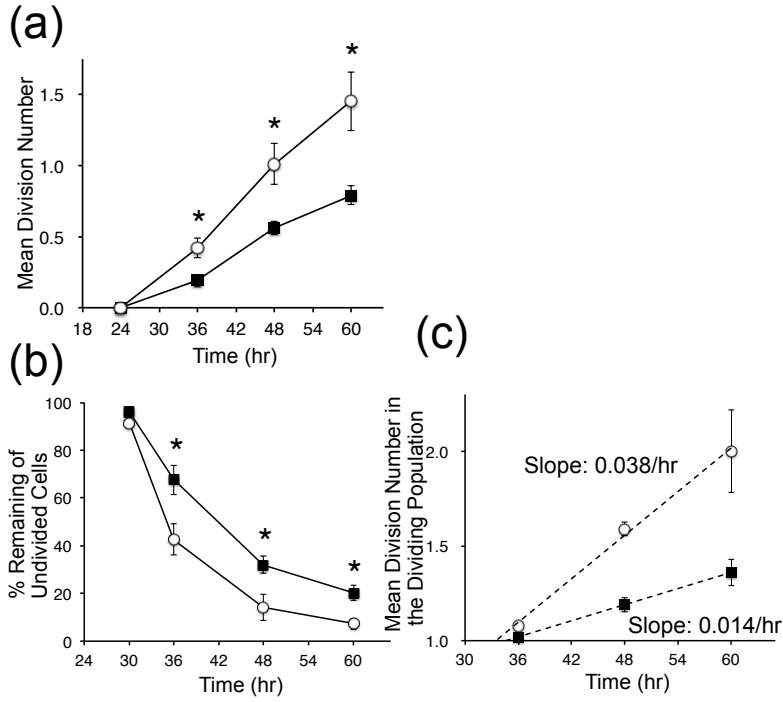 (a)
Mean Division Number
1.5
1.0
0.5
0.0
* * *
18 24 30 36 42 48 54 60
Time (hr)
(b)
% Remaining of
Undivided Cells
100
80
60
40
20
0
* * *
24 30 36 42 48 54 60
Time (hr)
(c)
Mean Division Number in
the Dividing Population
2.0
1.5
1.0
Slope: 0.038/hr
Slope: 0.014/hr
30 36 42 48 54 60
Time (hr)